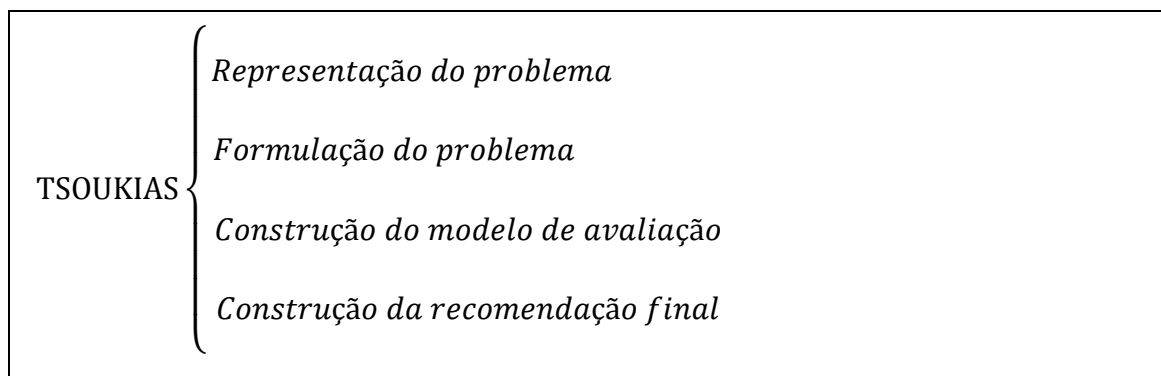 Representação do problema
Formulação do problema
TSOUKIAS
Construção do modelo de avaliação
Construção da recomendação final